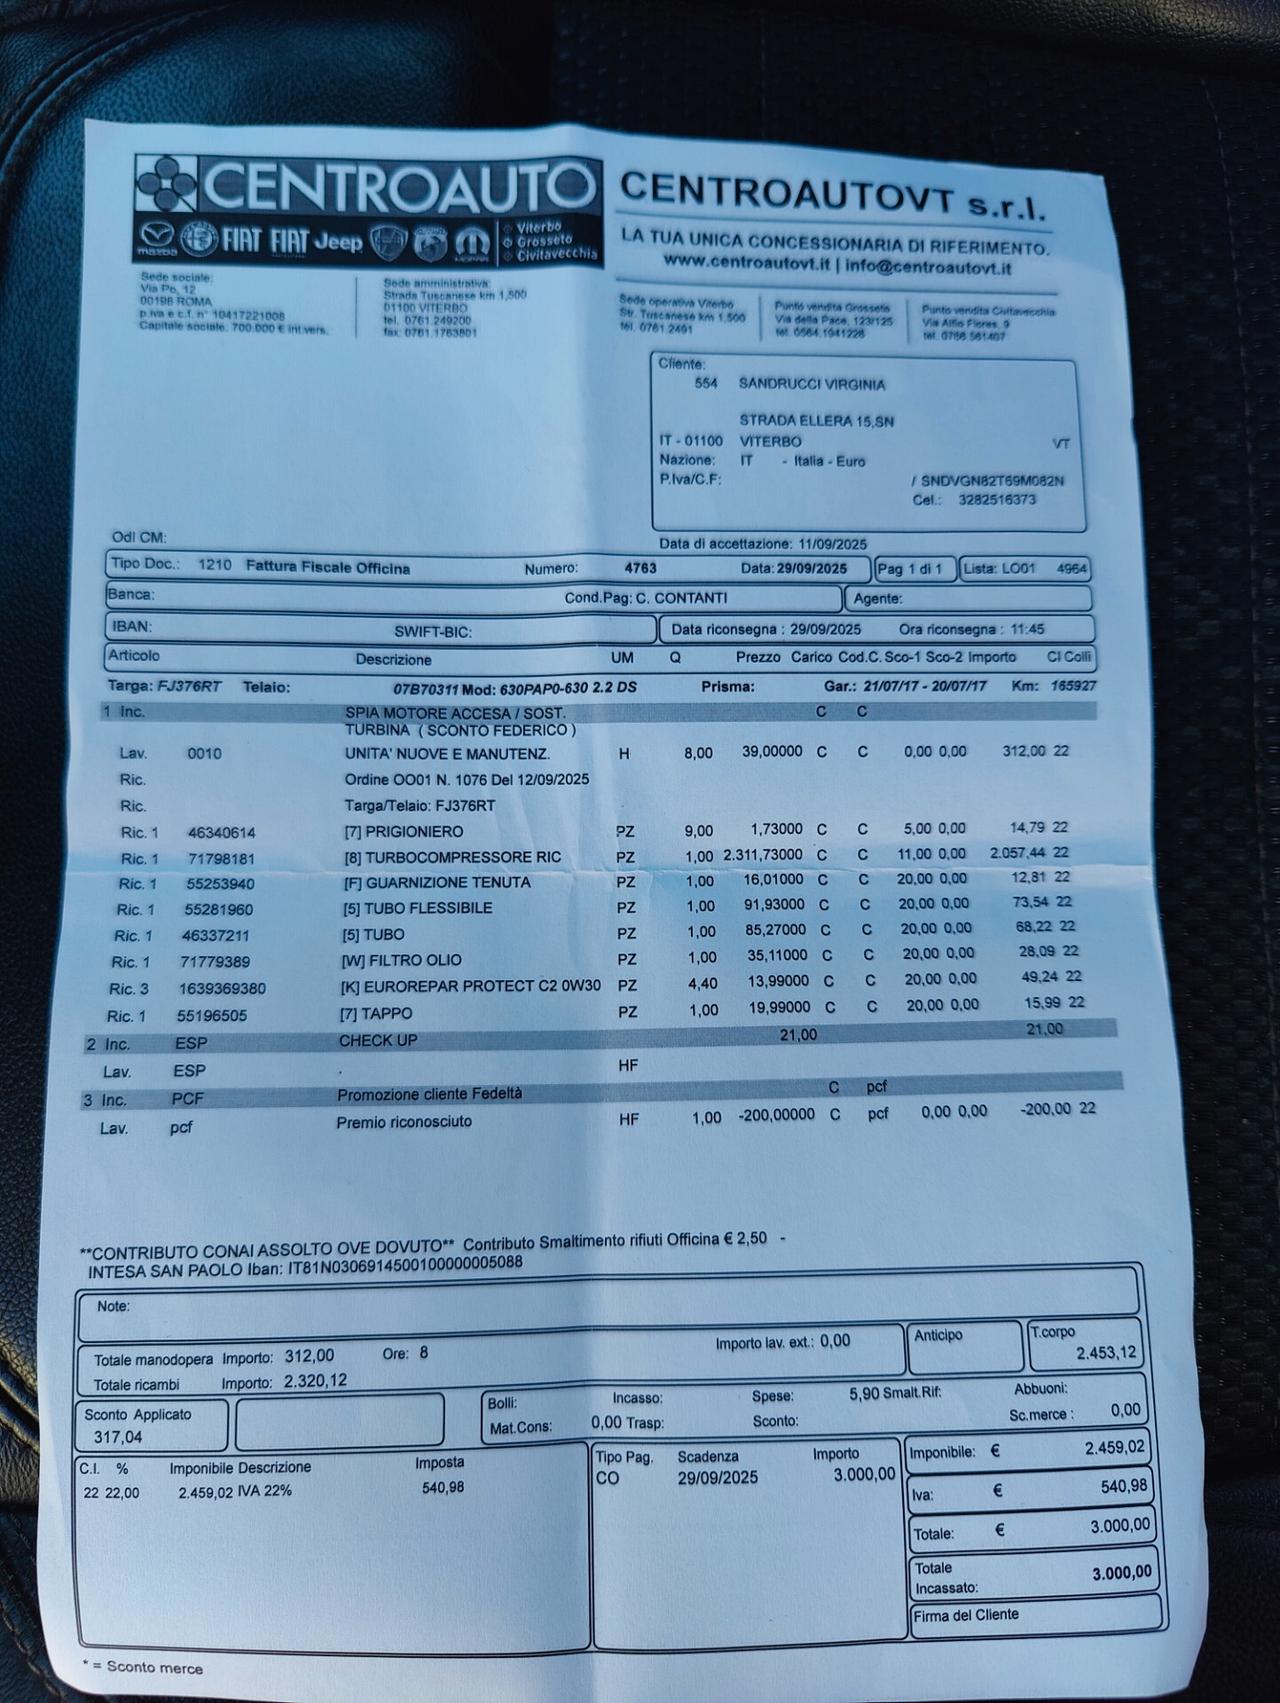 CENTROAUTO
mazda FIAT FIAT Jeep MOPAR Viterbo
Grosseto
Civitavecchia
CENTROAUTOVT s.r.l.
LA TUA UNICA CONCESSIONARIA DI RIFERIMENTO.
www.centroautovt.it | info@centroautovt.it
Sede sociale:
Via Po, 12
00198 ROMA
p.iva e c.f. n° 10417221008
Capitale sociale. 700.000 € int.vers.
Sede amministrativa:
Strada Tuscanese km 1,500
01100 VITERBO
tel. 0761.249200
fax: 0761.1763801
Sede operativa Viterbo
Str. Tuscanese km 1,500
tel. 0761.2491
Punto vendita Grosseto
Via della Pace, 123/125
tel. 0564.1941226
Punto vendita Civitavecchia
Via Alfio Flores, 9
tel. 0766.561407
Cliente:
554 SANDRUCCI VIRGINIA
STRADA ELLERA 15,SN
IT - 01100 VITERBO VT
Nazione: IT - Italia - Euro
P.Iva/C.F: / SNDVGN82T69M082N
Cel.: 3282516373
Odl CM:
Data di accettazione: 11/09/2025
Tipo Doc.: 1210 Fattura Fiscale Officina Numero: 4763 Data: 29/09/2025 Pag 1 di 1 Lista: LO01 4964
Banca: Cond.Pag: C. CONTANTI Agente:
IBAN: SWIFT-BIC: Data riconsegna : 29/09/2025 Ora riconsegna : 11:45
Articolo Descrizione UM Q Prezzo Carico Cod.C. Sco-1 Sco-2 Importo CI Colli
Targa: FJ376RT Telaio: 07B70311 Mod: 630PAP0-630 2.2 DS Prisma: Gar.: 21/07/17 - 20/07/17 Km: 165927
1 Inc. SPIA MOTORE ACCESA / SOST. C C
TURBINA ( SCONTO FEDERICO )
Lav. 0010 UNITA' NUOVE E MANUTENZ. H 8,00 39,00000 C C 0,00 0,00 312,00 22
Ric. Ordine OO01 N. 1076 Del 12/09/2025
Ric. Targa/Telaio: FJ376RT
Ric. 1 46340614 [7] PRIGIONIERO PZ 9,00 1,73000 C C 5,00 0,00 14,79 22
Ric. 1 71798181 [8] TURBOCOMPRESSORE RIC PZ 1,00 2.311,73000 C C 11,00 0,00 2.057,44 22
Ric. 1 55253940 [F] GUARNIZIONE TENUTA PZ 1,00 16,01000 C C 20,00 0,00 12,81 22
Ric. 1 55281960 [5] TUBO FLESSIBILE PZ 1,00 91,93000 C C 20,00 0,00 73,54 22
Ric. 1 46337211 [5] TUBO PZ 1,00 85,27000 C C 20,00 0,00 68,22 22
Ric. 1 71779389 [W] FILTRO OLIO PZ 1,00 35,11000 C C 20,00 0,00 28,09 22
Ric. 3 1639369380 [K] EUROREPAR PROTECT C2 0W30 PZ 4,40 13,99000 C C 20,00 0,00 49,24 22
Ric. 1 55196505 [7] TAPPO PZ 1,00 19,99000 C C 20,00 0,00 15,99 22
2 Inc. ESP CHECK UP 21,00 21,00
Lav. ESP . HF
3 Inc. PCF Promozione cliente Fedeltà C pcf
Lav. pcf Premio riconosciuto HF 1,00 -200,00000 C pcf 0,00 0,00 -200,00 22
**CONTRIBUTO CONAI ASSOLTO OVE DOVUTO** Contributo Smaltimento rifiuti Officina € 2,50 -
INTESA SAN PAOLO Iban: IT81N0306914500100000005088
Note:
Totale manodopera Importo: 312,00 Ore: 8 Importo lav. ext.: 0,00 Anticipo T.corpo
Totale ricambi Importo: 2.320,12 2.453,12
Sconto Applicato
317,04
Bolli: Incasso: Spese: 5,90 Smalt.Rif: Abbuoni:
Mat.Cons: 0,00 Trasp: Sconto: Sc.merce : 0,00
C.I. % Imponibile Descrizione Imposta
22 22,00 2.459,02 IVA 22% 540,98
Tipo Pag. Scadenza Importo
CO 29/09/2025 3.000,00
Imponibile: € 2.459,02
Iva: € 540,98
Totale: € 3.000,00
Totale
Incassato: 3.000,00
Firma del Cliente
* = Sconto merce